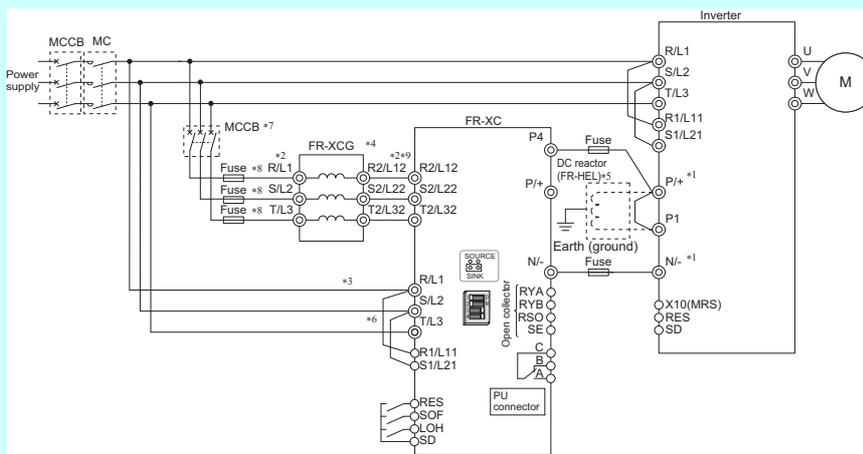 Inverter
MCCB MC
Power
supply
R/L1
S/L2
T/L3
R1/L11
S1/L21
U
V
W
M
MCCB *7
FR-XCG *4
FR-XC
*2
*2*9
Fuse *8 R/L1
Fuse *8 S/L2
Fuse *8 T/L3
R2/L12 R2/L12
S2/L22 S2/L22
T2/L32 T2/L32
P4
Fuse
DC reactor
(FR-HEL)*5
P/+
P/+ *1
P1
Earth (ground)
N/-
Fuse
N/- *1
SOURCE
SINK
*3
R/L1
S/L2
*6
T/L3
R1/L11
S1/L21
Open collector
RYA
RYB
RSO
SE
C
B
A
X10(MRS)
RES
SD
PU
connector
RES
SOF
LOH
SD